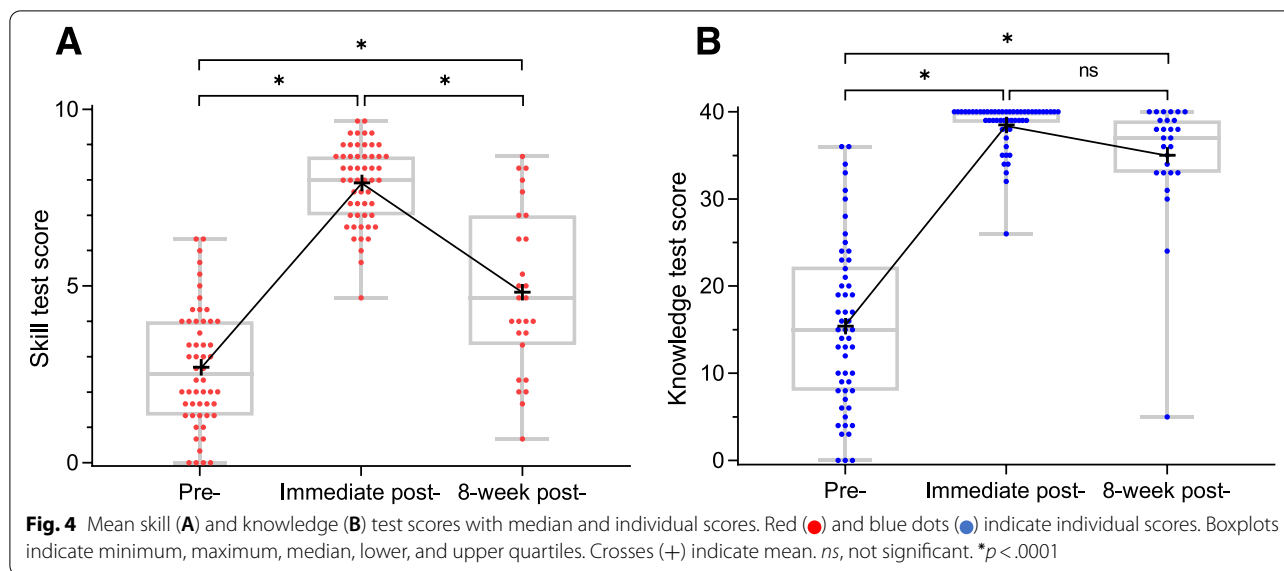 A
*
*
*
10
5
0
Skill test score
Pre-
Immediate post-
8-week post-
B
*
*
ns
40
30
20
10
0
Knowledge test score
Pre-
Immediate post-
8-week post-
Fig. 4 Mean skill (A) and knowledge (B) test scores with median and individual scores. Red (●) and blue dots (●) indicate individual scores. Boxplots
indicate minimum, maximum, median, lower, and upper quartiles. Crosses (+) indicate mean. ns, not significant. *p < .0001